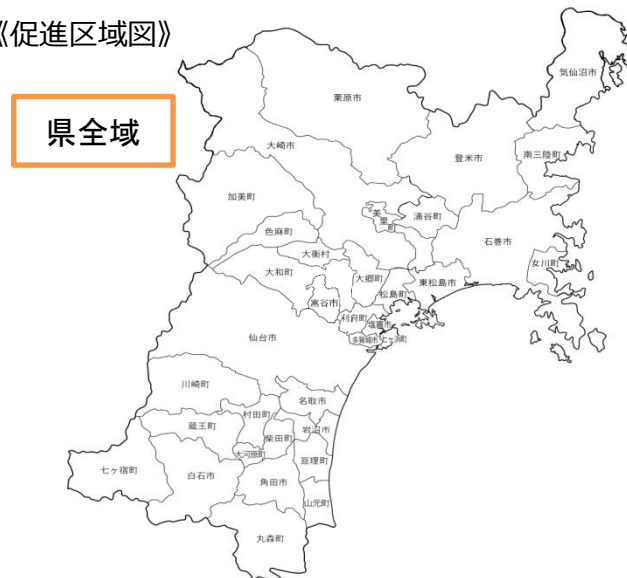 《促進区域図》
県全域
気仙沼市
栗原市
大崎市
登米市
南三陸町
加美町
美里町
涌谷町
色麻町
石巻市
大衡村
大和町
大郷町
女川町
東松島市
松島町
富谷市
利府町
塩竈市
仙台市
多賀城市
七ヶ浜町
川崎町
名取市
村田町
蔵王町
岩沼市
柴田町
大河原町
亘理町
七ヶ宿町
白石市
角田市
山元町
丸森町